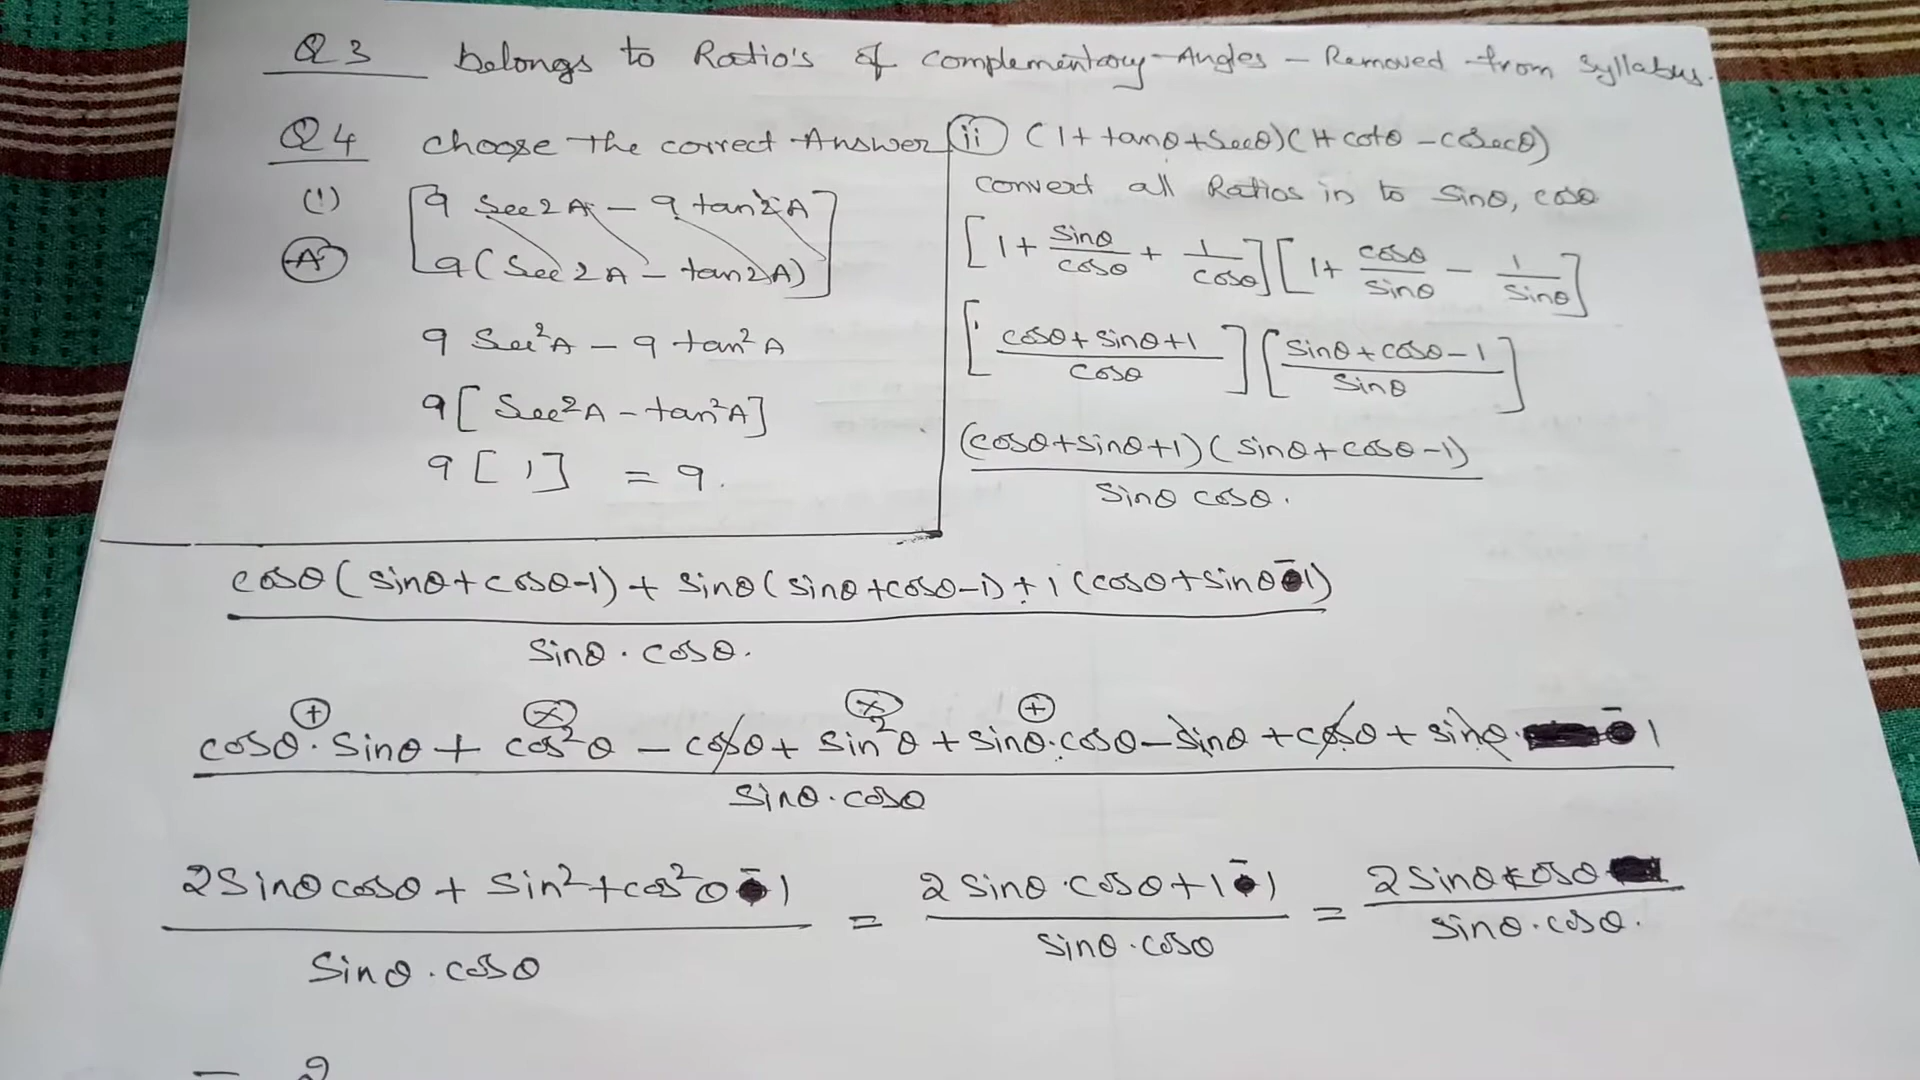 Q3 belongs to Ratio's of Complementary Angles - Removed from Syllabus.
Q4 choose the correct Answer
(1) [9 Sec2A - 9 tan2A]
(A) [9(Sec2A - tan2A)]
9 Sec²A - 9 tan²A
9[Sec²A - tan²A]
9[1] = 9.
(ii) (1+tanθ+Secθ)(1+cotθ-cosecθ)
Convert all Ratios in to Sinθ, cosθ
[1+ Sinθ/cosθ + 1/cosθ][1+ cosθ/Sinθ - 1/Sinθ]
[(cosθ+Sinθ+1)/Cosθ][(Sinθ+cosθ-1)/Sinθ]
(cosθ+sinθ+1)(sinθ+cosθ-1)
Sinθ cosθ.
cosθ(sinθ+cosθ-1)+ Sinθ(sinθ+cosθ-1)+1(cosθ+sinθ-1)
Sinθ . cosθ.
cosθ.Sinθ + cos²θ - cosθ + Sin²θ + sinθ.cosθ - sinθ + cosθ + sinθ - 1
Sinθ.cosθ
(2Sinθcosθ + Sin²+cos²θ-1)/(Sinθ.cosθ) = (2Sinθ.cosθ+1-1)/(Sinθ.cosθ) = (2Sinθcosθ)/(Sinθ.cosθ.)
= 2